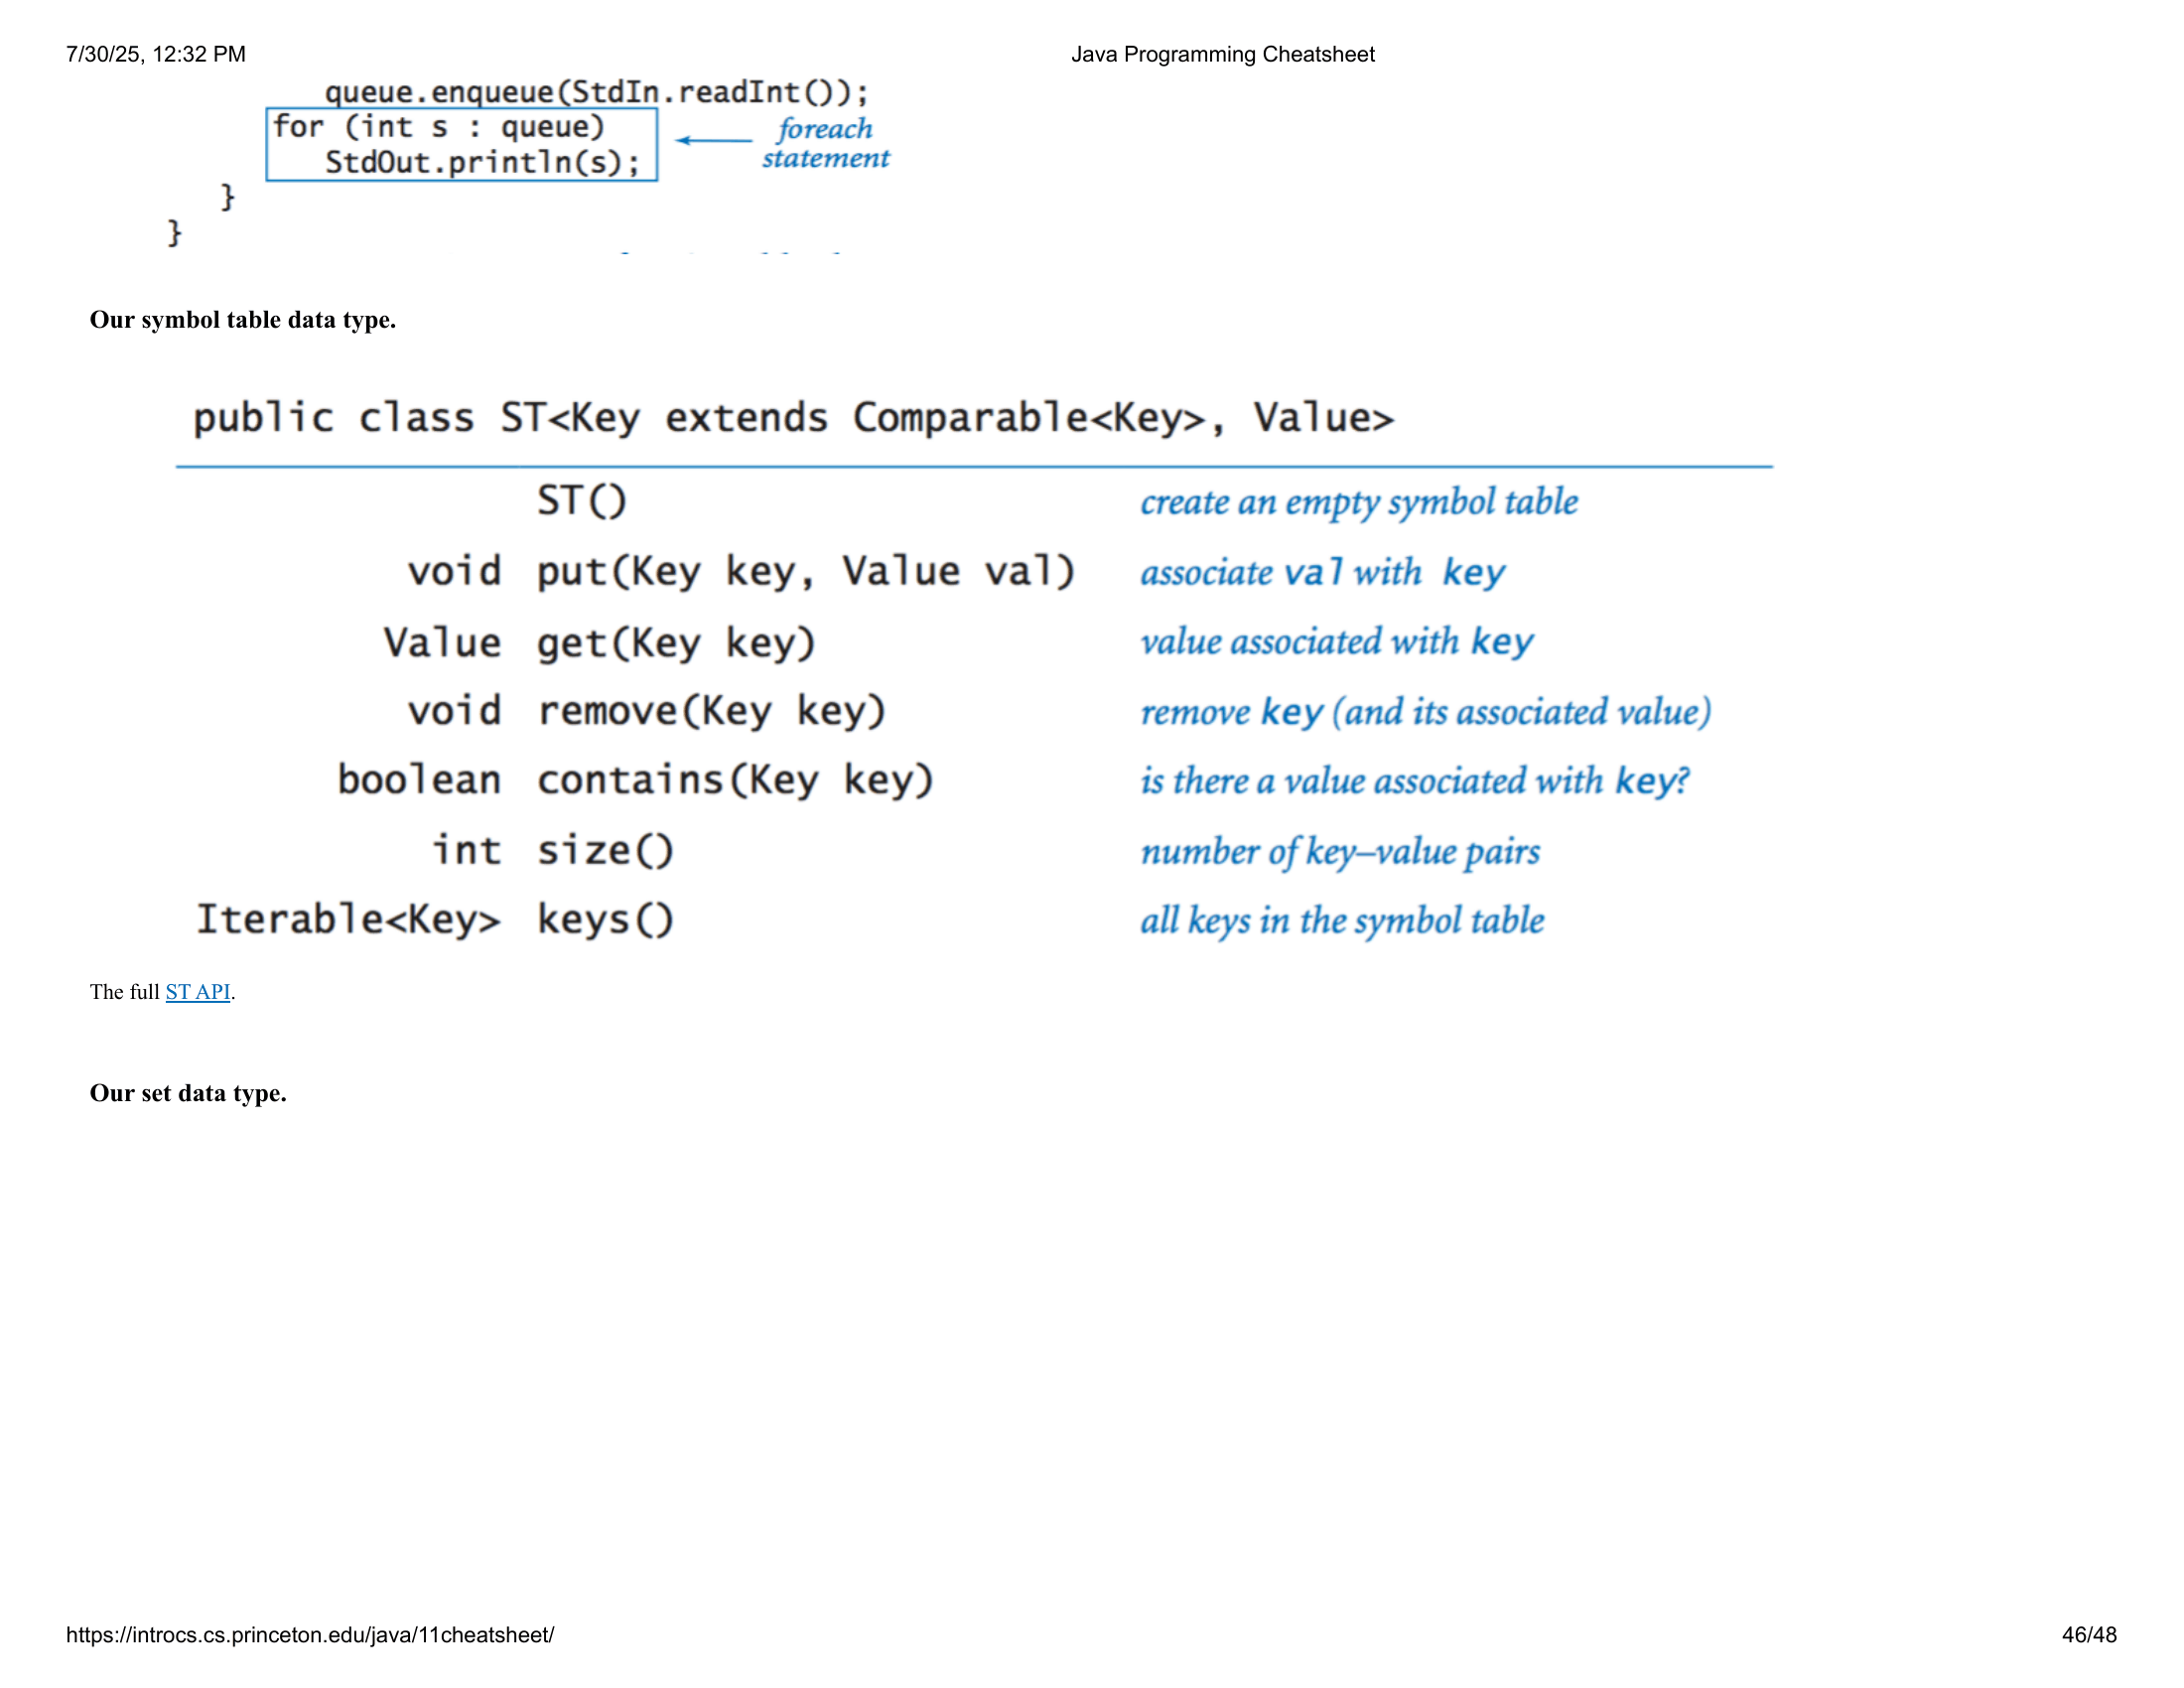 7/30/25, 12:32 PM Java Programming Cheatsheet
queue.enqueue(StdIn.readInt());
for (int s : queue) foreach
StdOut.println(s); statement
}
}
Our symbol table data type.
public class ST<Key extends Comparable<Key>, Value>
ST() create an empty symbol table
void put(Key key, Value val) associate val with key
Value get(Key key) value associated with key
void remove(Key key) remove key (and its associated value)
boolean contains(Key key) is there a value associated with key?
int size() number of key–value pairs
Iterable<Key> keys() all keys in the symbol table
The full ST API.
Our set data type.
https://introcs.cs.princeton.edu/java/11cheatsheet/ 46/48